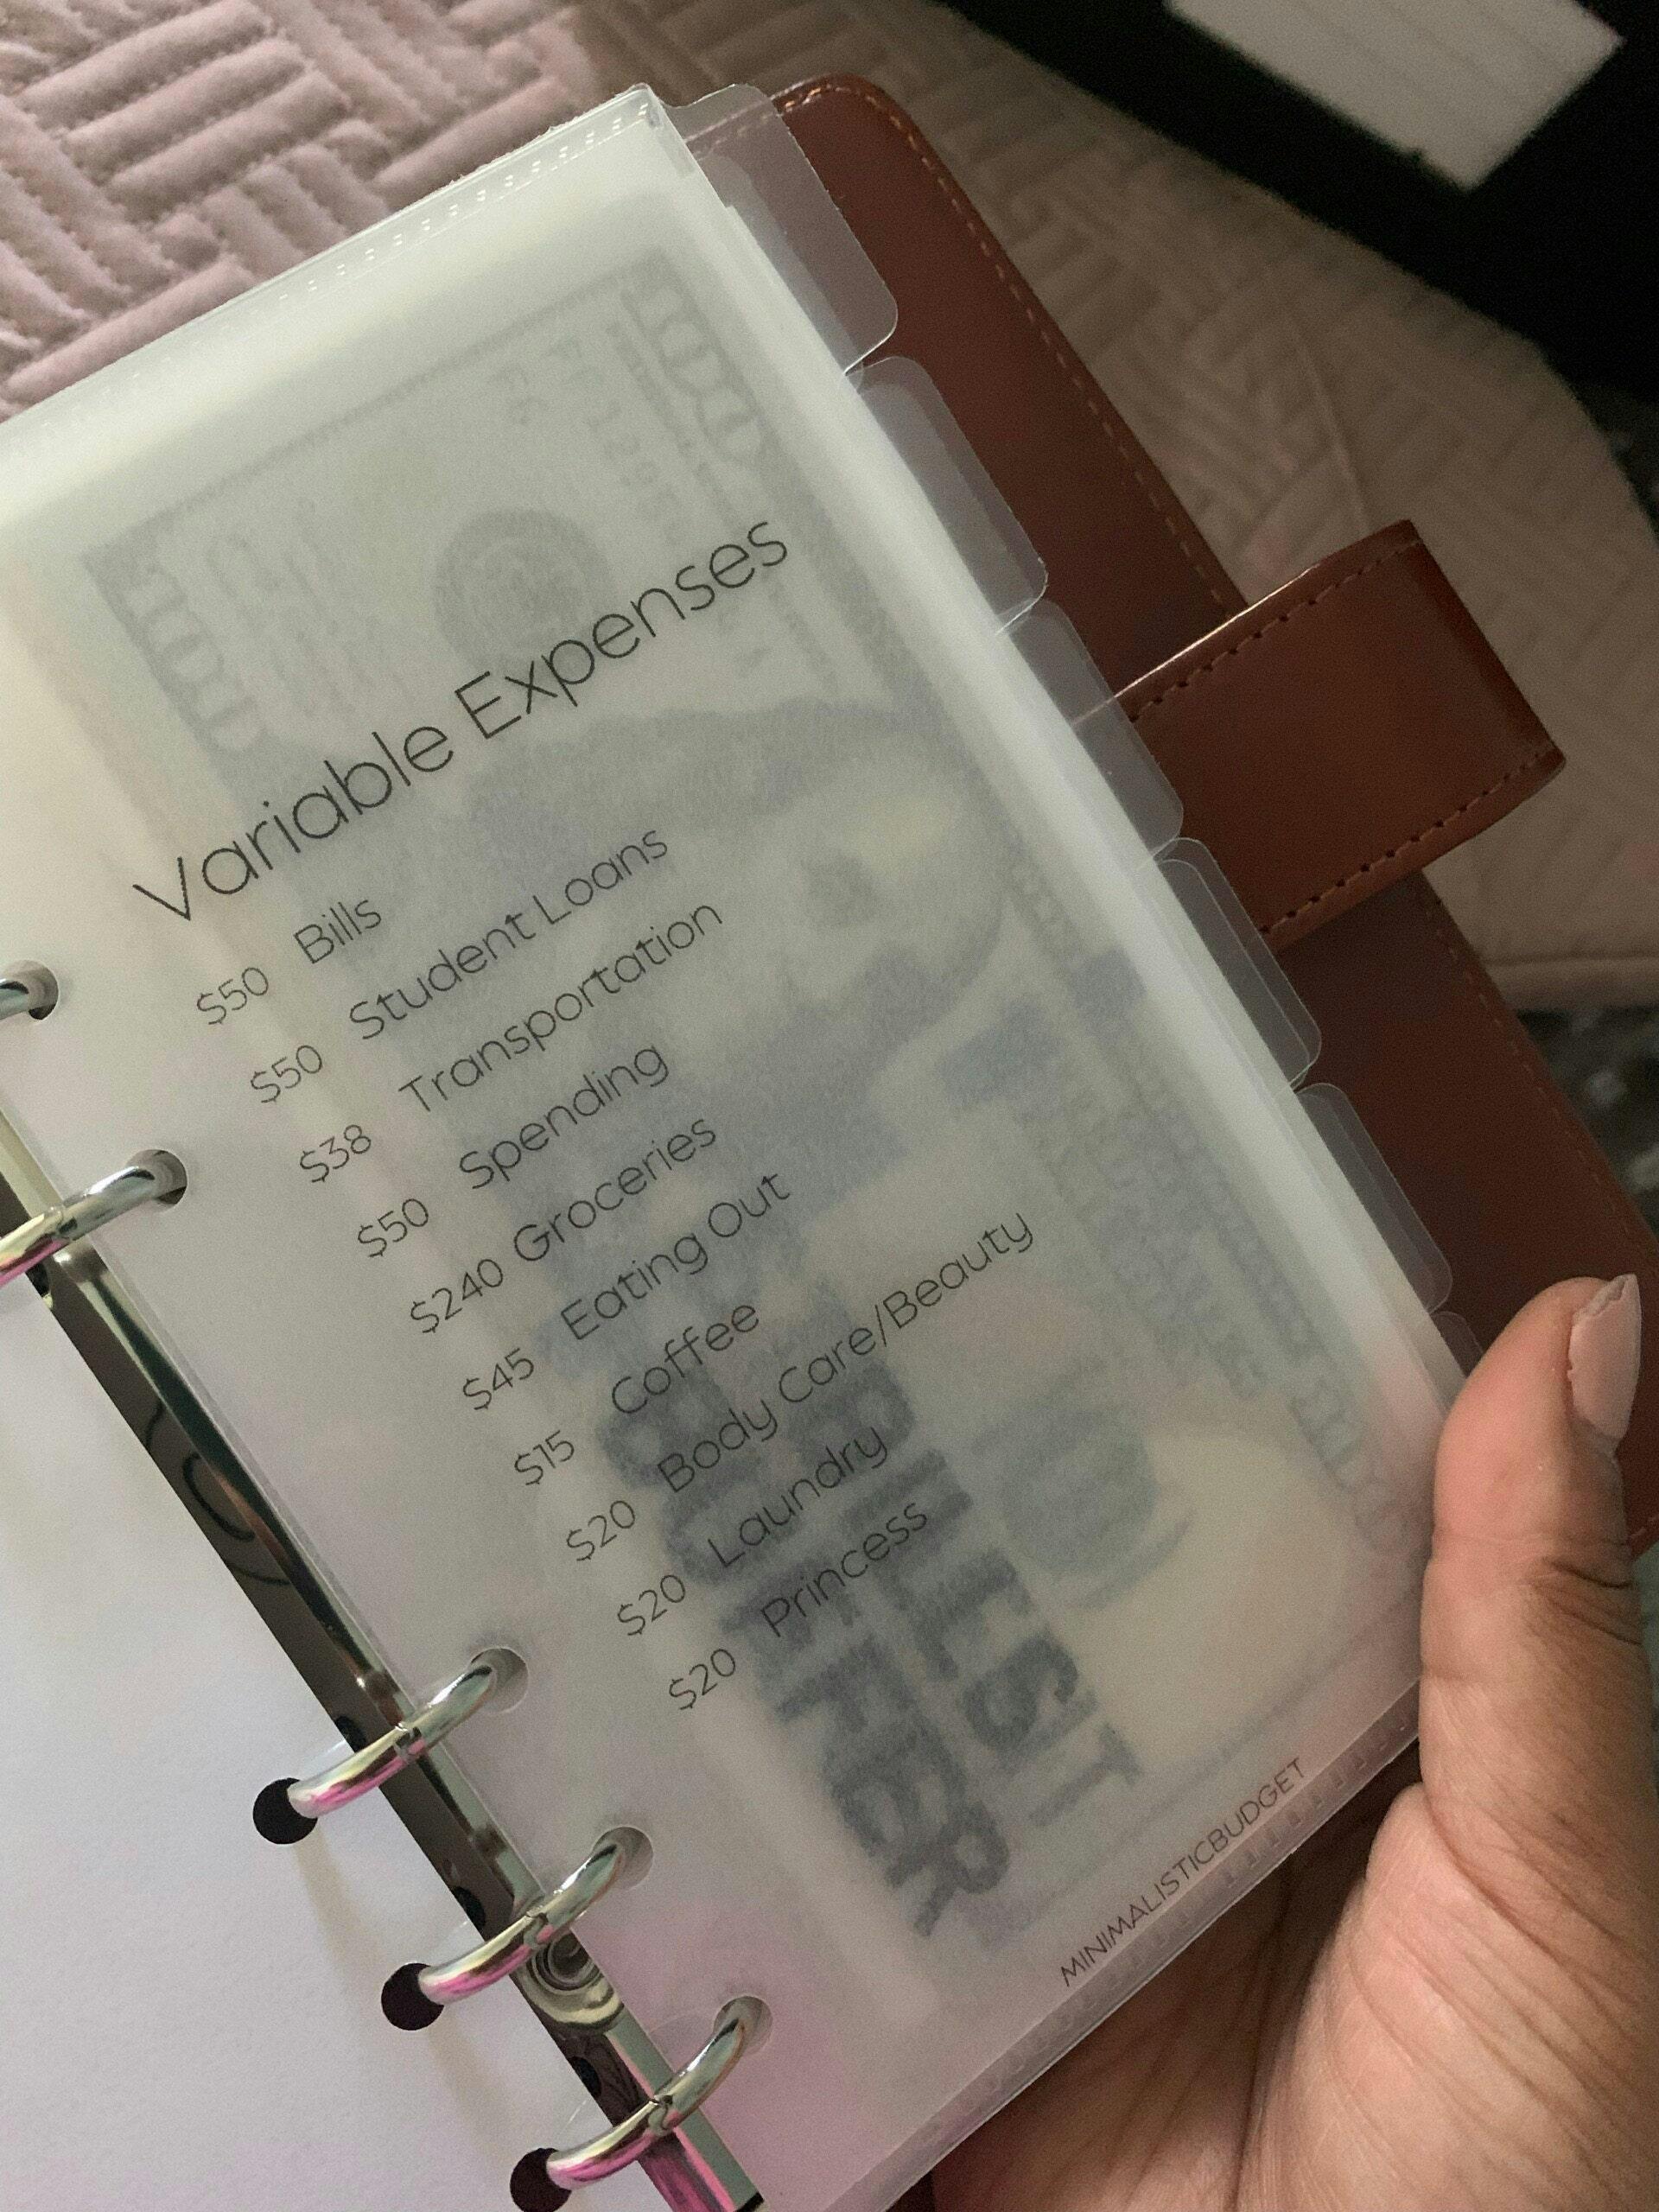 Variable Expenses
$50 Bills
$50 Student Loans
$38 Transportation
$50 Spending
$240 Groceries
$45 Eating Out
$15 Coffee
$20 Body Care/Beauty
$20 Laundry
$20 Princess
MINIMALISTICBUDGET